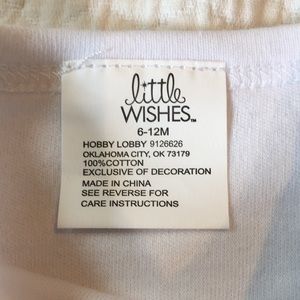 little
WISHES™
6-12M
HOBBY LOBBY 9126626
OKLAHOMA CITY, OK 73179
100%COTTON
EXCLUSIVE OF DECORATION
MADE IN CHINA
SEE REVERSE FOR
CARE INSTRUCTIONS